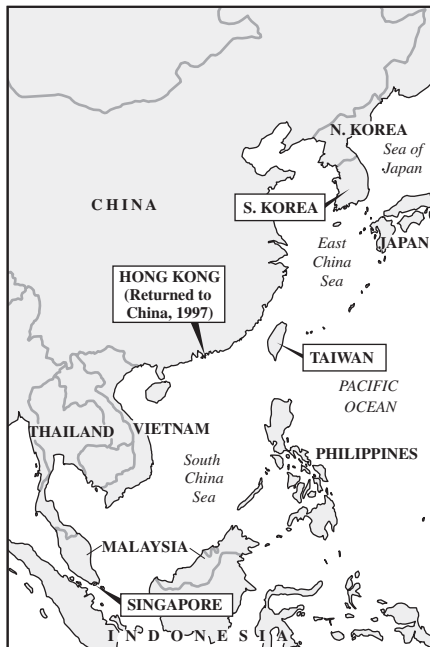 N. KOREA
Sea of
Japan
CHINA
S. KOREA
JAPAN
East
China
Sea
HONG KONG
(Returned to
China, 1997)
TAIWAN
PACIFIC
OCEAN
THAILAND
VIETNAM
PHILIPPINES
South
China
Sea
MALAYSIA
SINGAPORE
INDONESIA